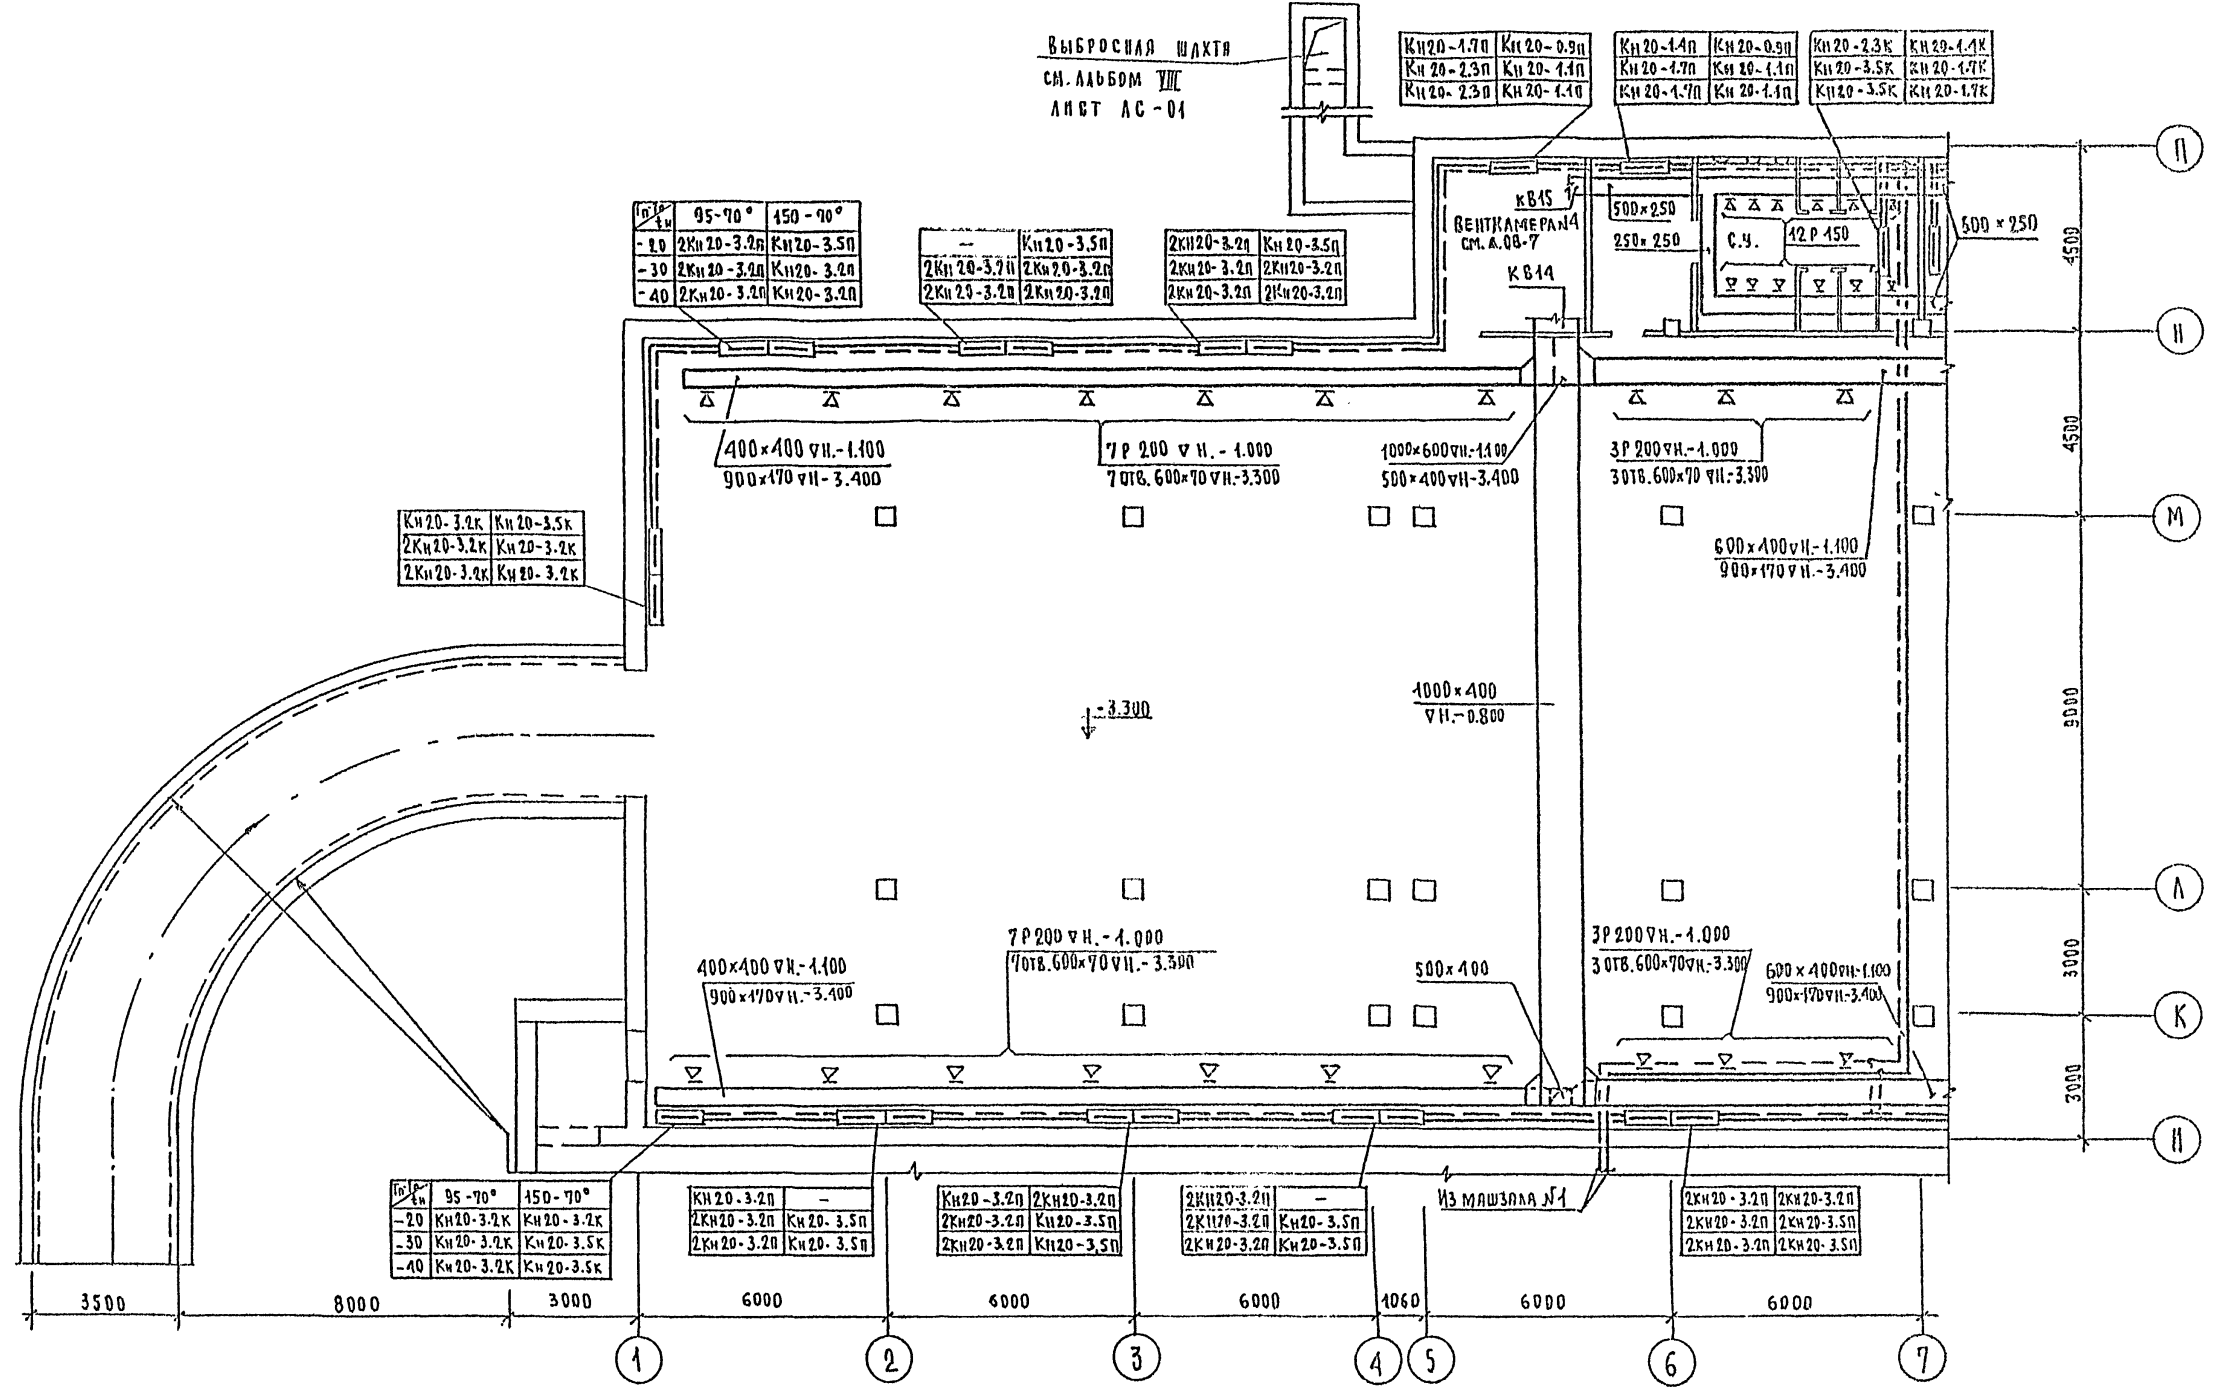 ВЫБРОСНАЯ ШАХТА
СМ. АЛЬБОМ VIII
ЛИСТ АС-01
КН20-1.7П КН20-0.9П
КН20-2.3П КН20-1.1П
КН20-2.3П КН20-1.1П
КН20-1.4П КН20-0.9П
КН20-1.7П КН20-1.1П
КН20-1.7П КН20-1.1П
КН20-2.3К КН20-1.4К
КН20-3.5К КН20-1.7К
КН20-3.5К КН20-1.7К
П
tн 95-70° 150-70°
-20 2КН20-3.2П КН20-3.5П
-30 2КН20-3.2П КН20-3.2П
-40 2КН20-3.2П КН20-3.2П
- КН20-3.5П
2КН20-3.2П 2КН20-3.2П
2КН20-3.2П 2КН20-3.2П
2КН20-3.2П КН20-3.5П
2КН20-3.2П 2КН20-3.2П
2КН20-3.2П 2КН20-3.2П
КВ15
ВЕНТКАМЕРА №4
СМ. Л. ОВ-7
КВ14
500×250
250×250
С.У.
12Р150
500×250
4500
Н
400×400 ▽Н.-1.100
900×170 ▽Н-3.400
7Р200 ▽Н.-1.000
7 ОТВ. 600×70 ▽Н.-3.300
1000×600 ▽Н.-1.100
500×400 ▽Н-3.400
3Р200 ▽Н.-1.000
3 ОТВ. 600×70 ▽Н.-3.300
4500
М
600×400 ▽Н.-1.100
900×170 ▽Н.-3.400
КН20-3.2К КН20-3.5К
2КН20-3.2К КН20-3.2К
2КН20-3.2К КН20-3.2К
-3.300
1000×400
▽Н.-0.800
9000
Л
7Р200 ▽Н.-1.000
7 ОТВ. 600×70 ▽Н.-3.300
400×400 ▽Н.-1.100
900×170 ▽Н.-3.400
500×400
3Р200 ▽Н.-1.000
3 ОТВ. 600×70 ▽Н.-3.300
600×400 ▽Н-1.100
900×170 ▽Н-3.400
3000
К
3000
И
ИЗ МАШЗАЛА №1
tн 95-70° 150-70°
-20 КН20-3.2К КН20-3.2К
-30 КН20-3.2К КН20-3.5К
-40 КН20-3.2К КН20-3.5К
КН20-3.2П -
2КН20-3.2П КН20-3.5П
2КН20-3.2П КН20-3.5П
КН20-3.2П 2КН20-3.2П
2КН20-3.2П КН20-3.5П
2КН20-3.2П КН20-3.5П
2КН20-3.2П -
2КН20-3.2П КН20-3.5П
2КН20-3.2П КН20-3.5П
2КН20-3.2П 2КН20-3.2П
2КН20-3.2П 2КН20-3.5П
2КН20-3.2П 2КН20-3.5П
3500 8000 3000 6000 6000 6000 1060 6000 6000
1 2 3 4 5 6 7